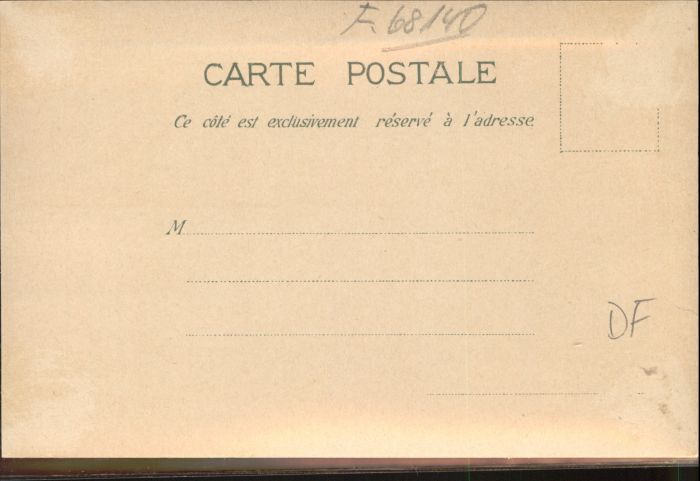 F. 68140
CARTE POSTALE
Ce côté est exclusivement réservé à l'adresse.
M
DF